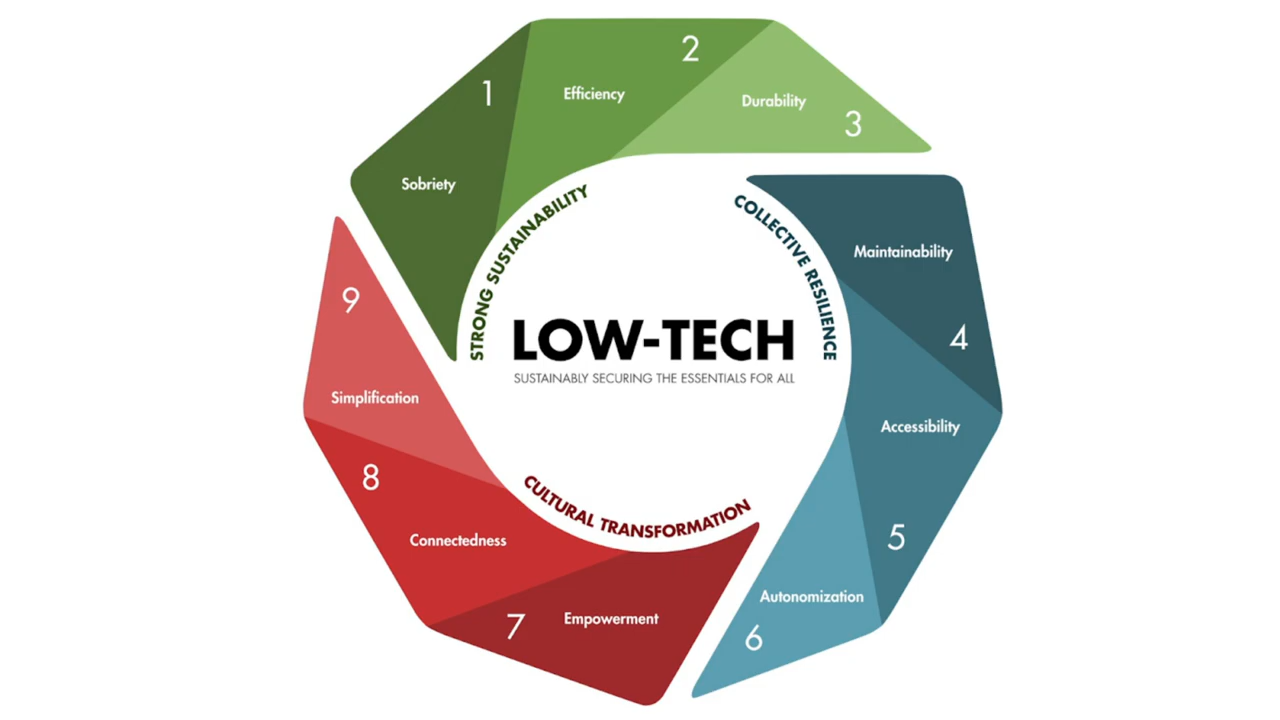 1
Sobriety
2
Efficiency
Durability
3
STRONG SUSTAINABILITY
COLLECTIVE RESILIENCE
Maintainability
4
Accessibility
5
Autonomization
6
LOW-TECH
SUSTAINABLY SECURING THE ESSENTIALS FOR ALL
CULTURAL TRANSFORMATION
7
Empowerment
8
Connectedness
9
Simplification